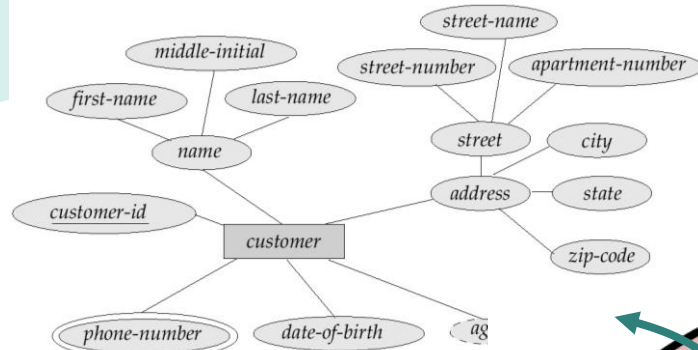 street-name
middle-initial
street-number apartment-number
first-name last-name
name street city
address state
customer-id
customer
zip-code
phone-number date-of-birth ag